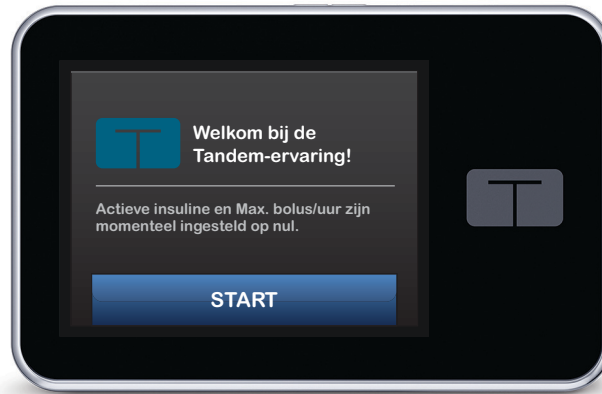 Welkom bij de
Tandem-ervaring!
Actieve insuline en Max. bolus/uur zijn
momenteel ingesteld op nul.
START